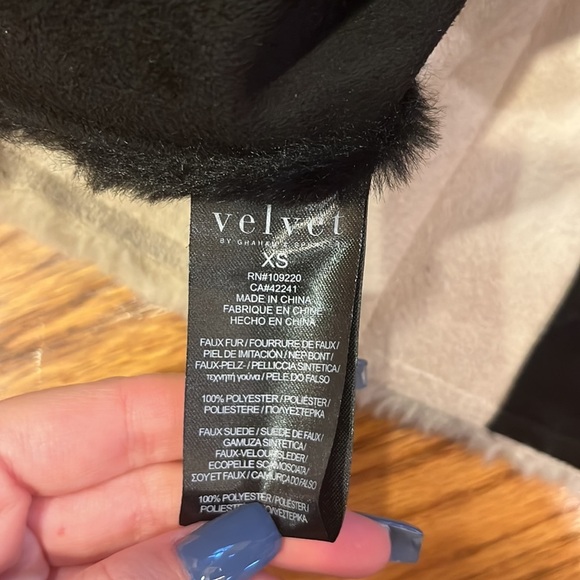 velvet
BY GRAHAM & SPENCER
XS
RN#109220
CA#42241
MADE IN CHINA
FABRIQUE EN CHINE
HECHO EN CHINA
FAUX FUR / FOURRURE DE FAUX /
PIEL DE IMITACIÓN / NEP BONT /
FAUX-PELZ- / PELLICCIA SINTETICA /
τεχνητή γούνα / PELE DO FALSO
100% POLYESTER / POLIÉSTER /
POLIESTERE / ΠΟΛΥΕΣΤΕΡΙΚΑ
FAUX SUEDE / SUÈDE DE FAUX /
GAMUZA SINTÉTICA /
FAUX-VELOURSLEDER /
ECOPELLE SCAMOSCIATA /
ΣΟΥΕΤ FAUX / CAMURÇA DO FALSO
100% POLYESTER / POLIÉSTER /
ΠΟΛΥΕΣΤΕΡΙΚΑ